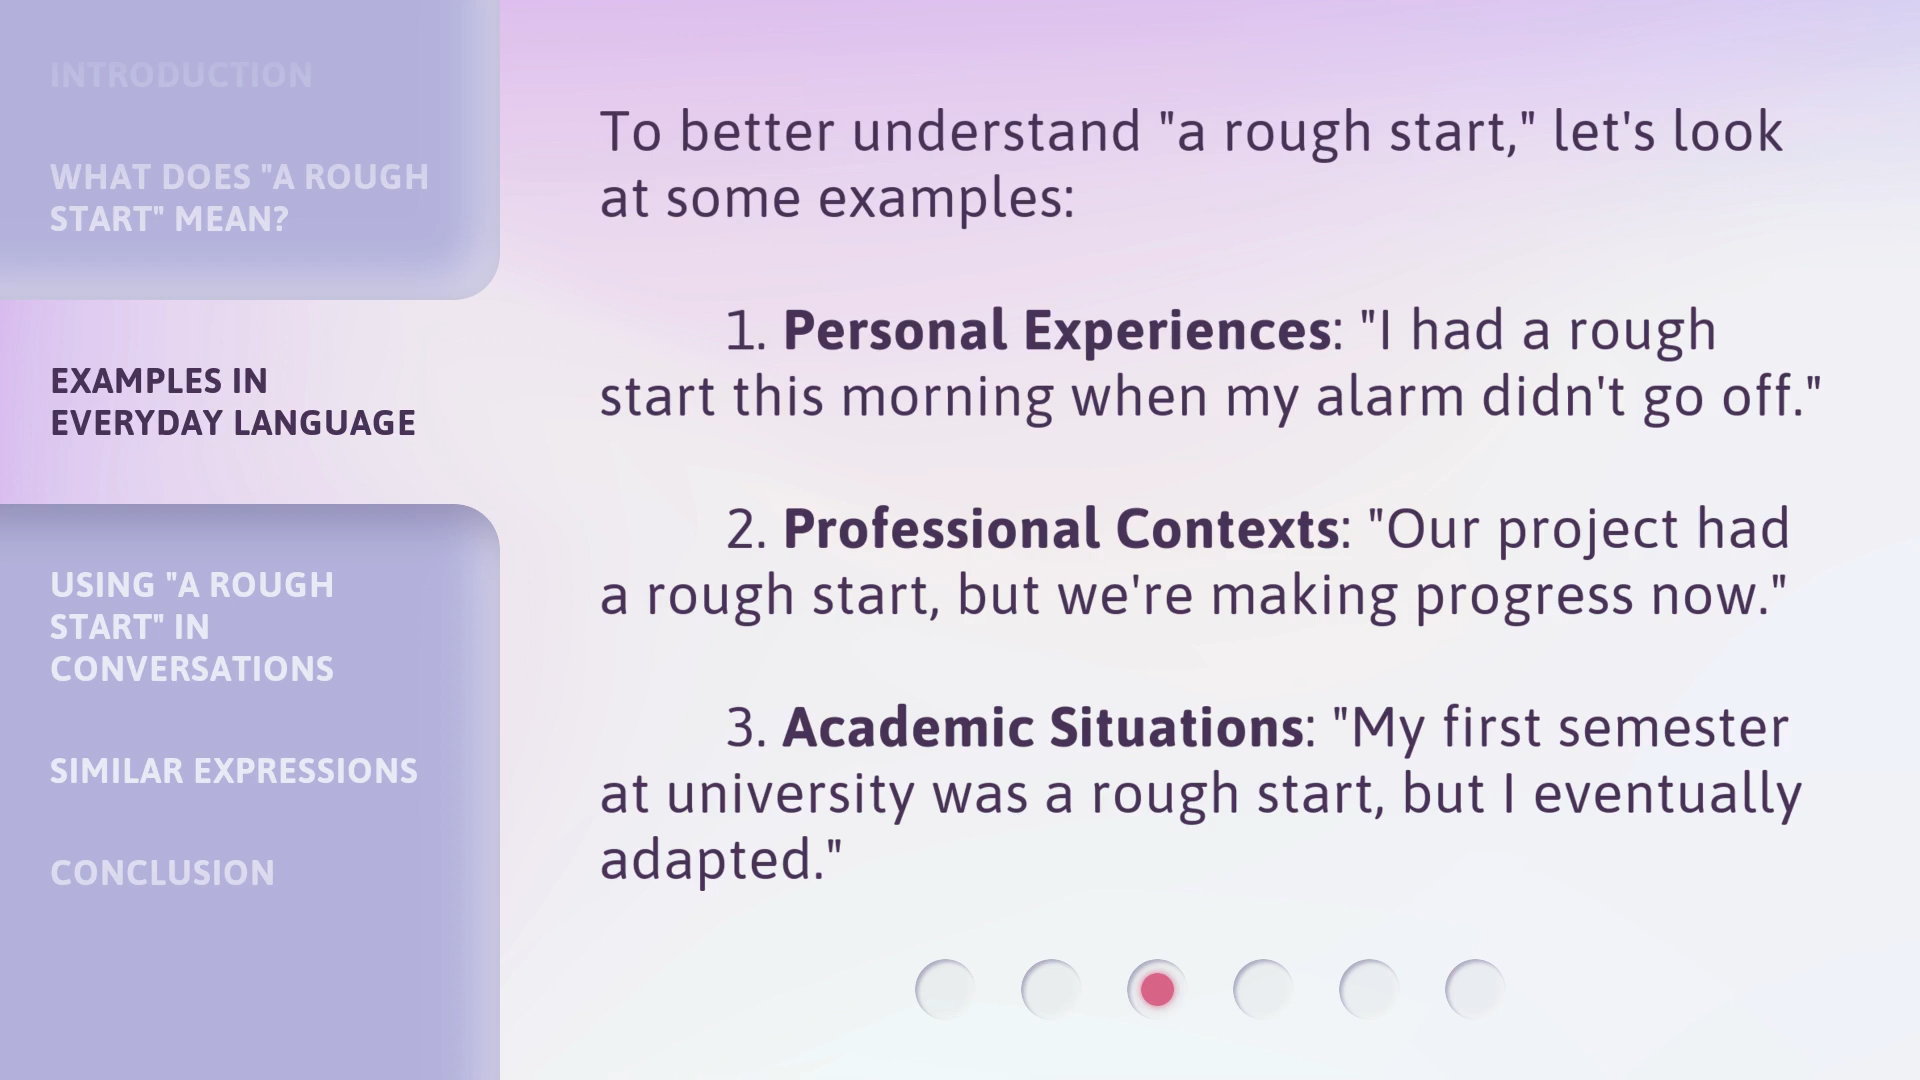 INTRODUCTION
WHAT DOES "A ROUGH
START" MEAN?
EXAMPLES IN
EVERYDAY LANGUAGE
USING "A ROUGH
START" IN
CONVERSATIONS
SIMILAR EXPRESSIONS
CONCLUSION
To better understand "a rough start," let's look
at some examples:
1. Personal Experiences: "I had a rough
start this morning when my alarm didn't go off."
2. Professional Contexts: "Our project had
a rough start, but we're making progress now."
3. Academic Situations: "My first semester
at university was a rough start, but I eventually
adapted."